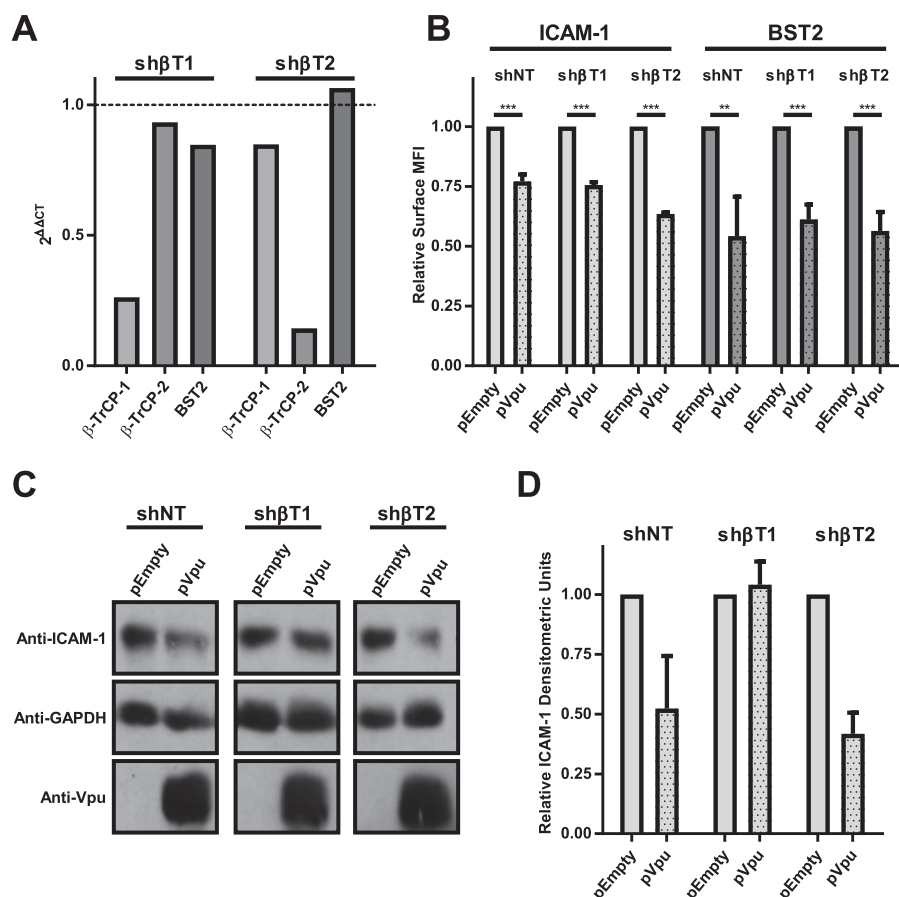 A
shβT1 shβT2
1.0
0.5
0.0
2ΔΔCT
β-TrCP-1 β-TrCP-2 BST2 β-TrCP-1 β-TrCP-2 BST2
B
ICAM-1 BST2
shNT shβT1 shβT2 shNT shβT1 shβT2
*** *** *** ** *** ***
1.00
0.75
0.50
0.25
0.00
Relative Surface MFI
pEmpty pVpu pEmpty pVpu pEmpty pVpu pEmpty pVpu pEmpty pVpu pEmpty pVpu
C
shNT shβT1 shβT2
pEmpty pVpu pEmpty pVpu pEmpty pVpu
Anti-ICAM-1
Anti-GAPDH
Anti-Vpu
D
shNT shβT1 shβT2
1.00
0.75
0.50
0.25
0.00
Relative ICAM-1 Densitometric Units
pEmpty pVpu pEmpty pVpu pEmpty pVpu